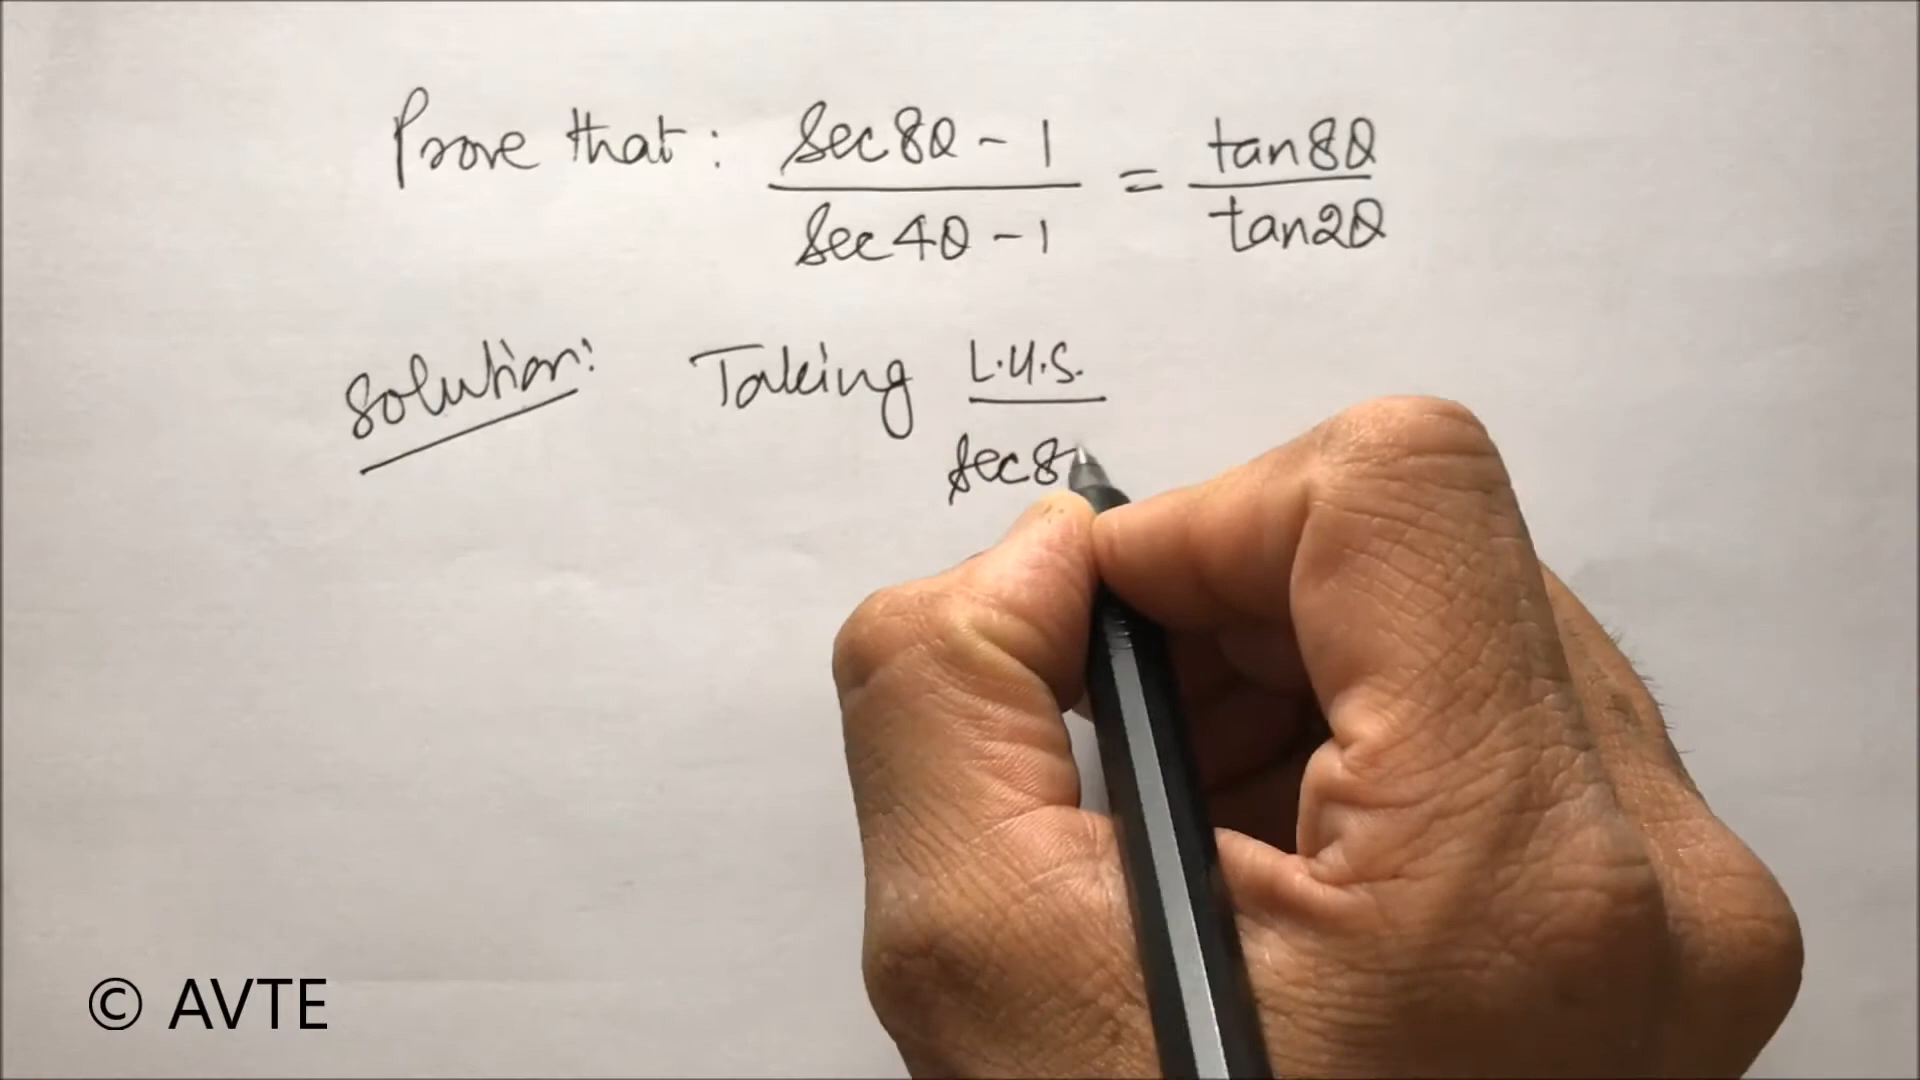 Prove that : sec8θ - 1 / sec4θ - 1 = tan8θ / tan2θ
Solution: Taking L.H.S.
sec8
© AVTE